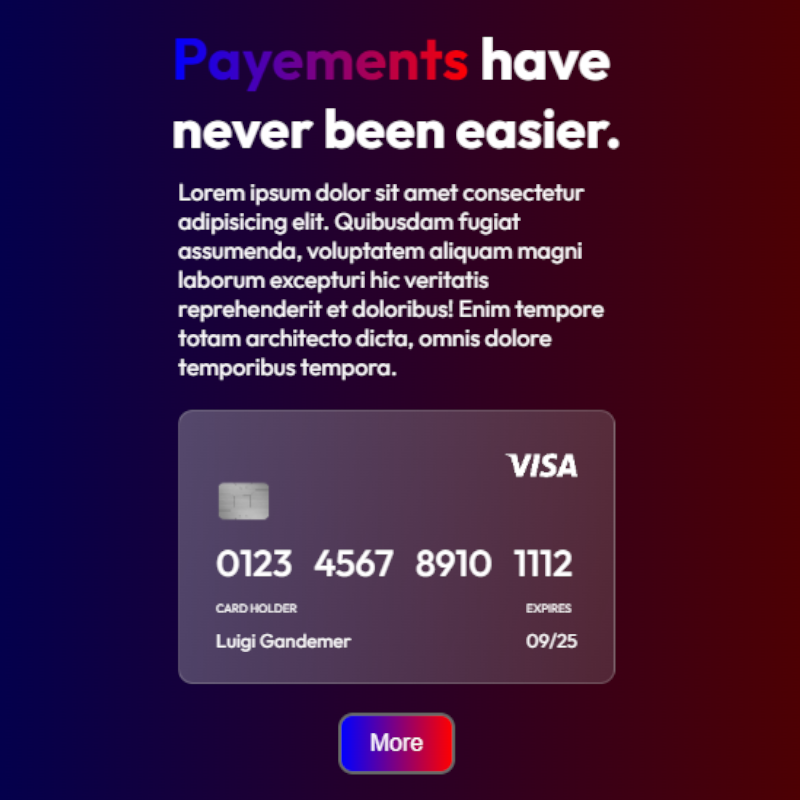 Payements have
never been easier.
Lorem ipsum dolor sit amet consectetur
adipisicing elit. Quibusdam fugiat
assumenda, voluptatem aliquam magni
laborum excepturi hic veritatis
reprehenderit et doloribus! Enim tempore
totam architecto dicta, omnis dolore
temporibus tempora.
VISA
0123 4567 8910 1112
CARD HOLDER EXPIRES
Luigi Gandemer 09/25
More